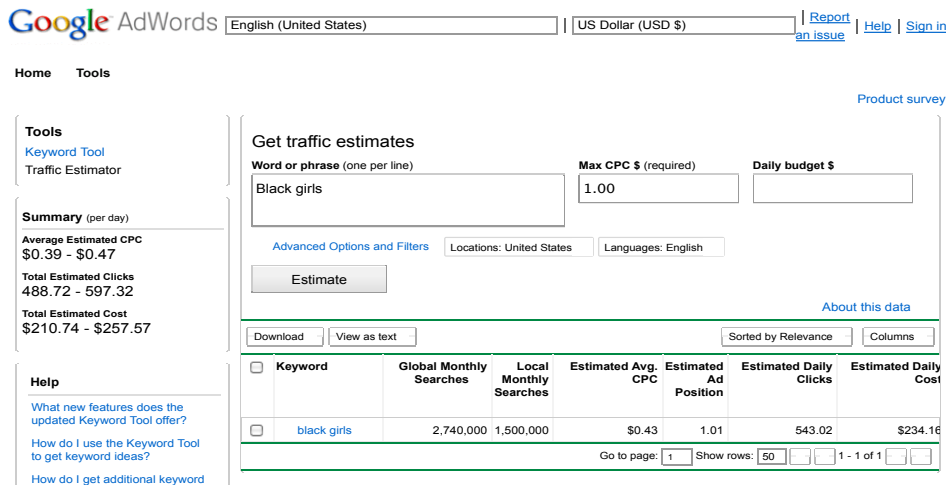 Google AdWords English (United States) | US Dollar (USD $) | Report an issue | Help | Sign in
Home Tools
Product survey
Tools
Keyword Tool
Traffic Estimator
Summary (per day)
Average Estimated CPC
$0.39 - $0.47
Total Estimated Clicks
488.72 - 597.32
Total Estimated Cost
$210.74 - $257.57
Help
What new features does the
updated Keyword Tool offer?
How do I use the Keyword Tool
to get keyword ideas?
How do I get additional keyword
Get traffic estimates
Word or phrase (one per line) Max CPC $ (required) Daily budget $
Black girls 1.00
Advanced Options and Filters Locations: United States Languages: English
Estimate
About this data
Download View as text Sorted by Relevance Columns
Keyword Global Monthly Searches Local Monthly Searches Estimated Avg. CPC Estimated Ad Position Estimated Daily Clicks Estimated Daily Cost
black girls 2,740,000 1,500,000 $0.43 1.01 543.02 $234.16
Go to page: 1 Show rows: 50 1 - 1 of 1